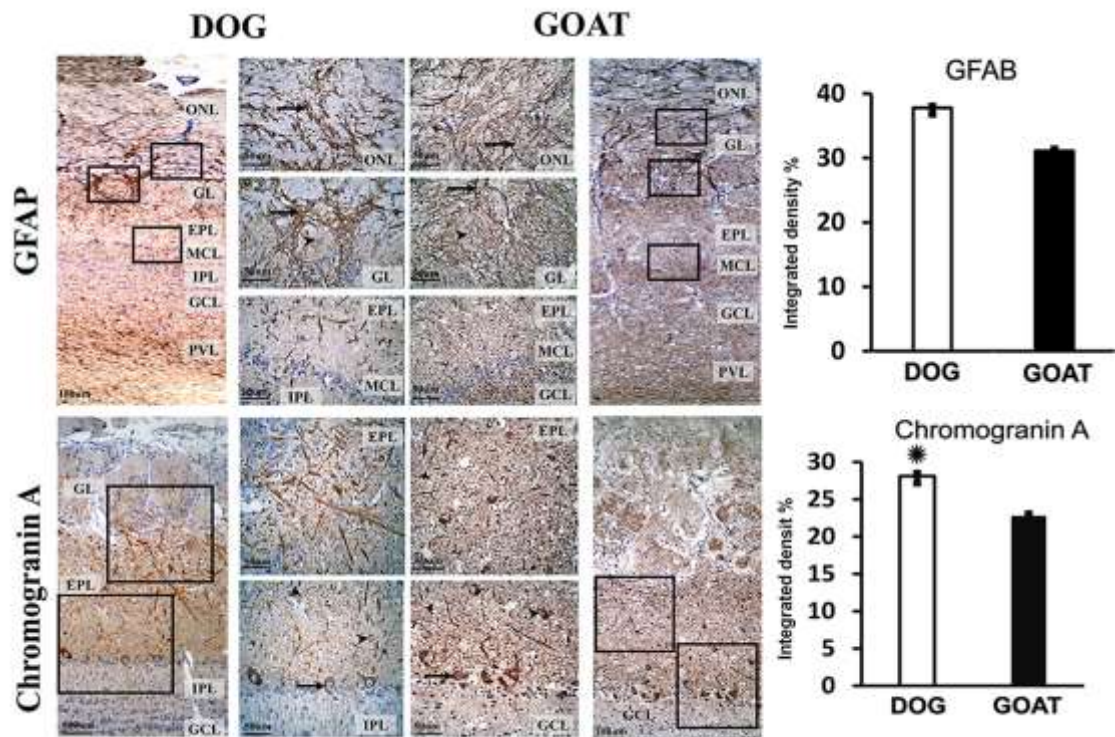 DOG
GOAT
GFAP
ONL
GL
EPL
MCL
IPL
GCL
PVL
100um
ONL
ONL
GL
GL
EPL
MCL
IPL
EPL
MCL
GCL
ONL
GL
EPL
MCL
GCL
PVL
GFAB
Integrated density %
40
30
20
10
0
DOG
GOAT
Chromogranin A
GL
EPL
IPL
GCL
EPL
EPL
IPL
GCL
GCL
Chromogranin A
Integrated densit %
30
25
20
15
10
5
0
DOG
GOAT